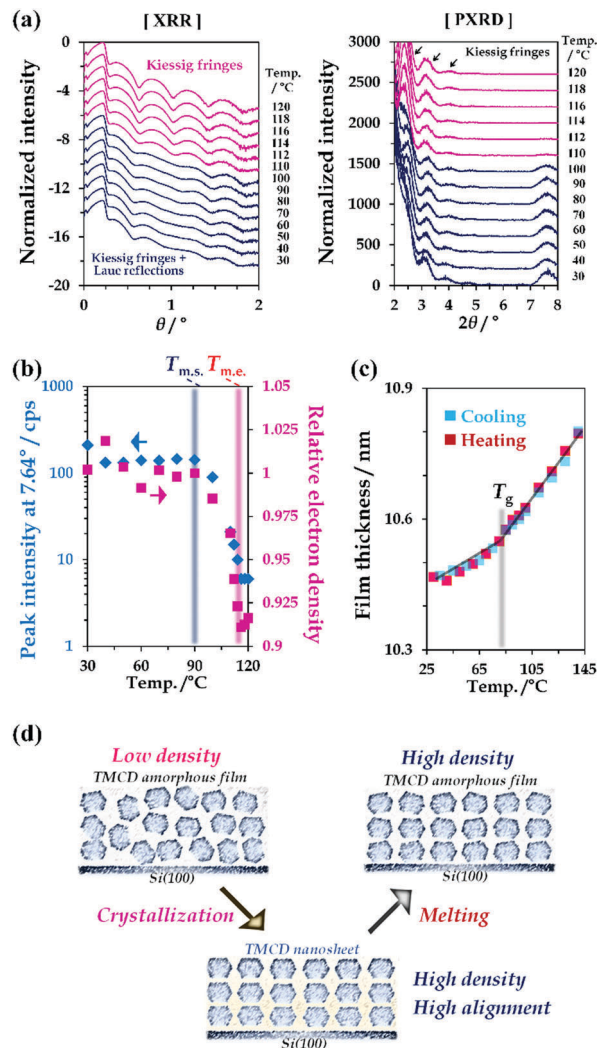 (a)
[ XRR ]
[ PXRD ]
Normalized intensity
0
-4
-8
-12
-16
-20
Kiessig fringes
Kiessig fringes +
Laue reflections
Temp.
/ °C
120
118
116
114
112
110
100
90
80
70
60
50
40
30
0
1
2
θ / °
Normalized intensity
3000
2500
2000
1500
1000
500
0
Kiessig fringes
Temp.
/ °C
120
118
116
114
112
110
100
90
80
70
60
50
40
30
2
3
4
5
6
7
8
2θ / °
(b)
Tm.s.
Tm.e.
Peak intensity at 7.64° / cps
1000
100
10
1
1.05
1.025
1
0.975
0.95
0.925
0.9
Relative electron density
30
60
90
120
Temp./°C
(c)
Film thickness / nm
10.9
10.6
10.3
Cooling
Heating
Tg
25
65
105
145
Temp./°C
(d)
Low density
TMCD amorphous film
Si(100)
High density
TMCD amorphous film
Si(100)
Crystallization
Melting
TMCD nanosheet
High density
High alignment
Si(100)